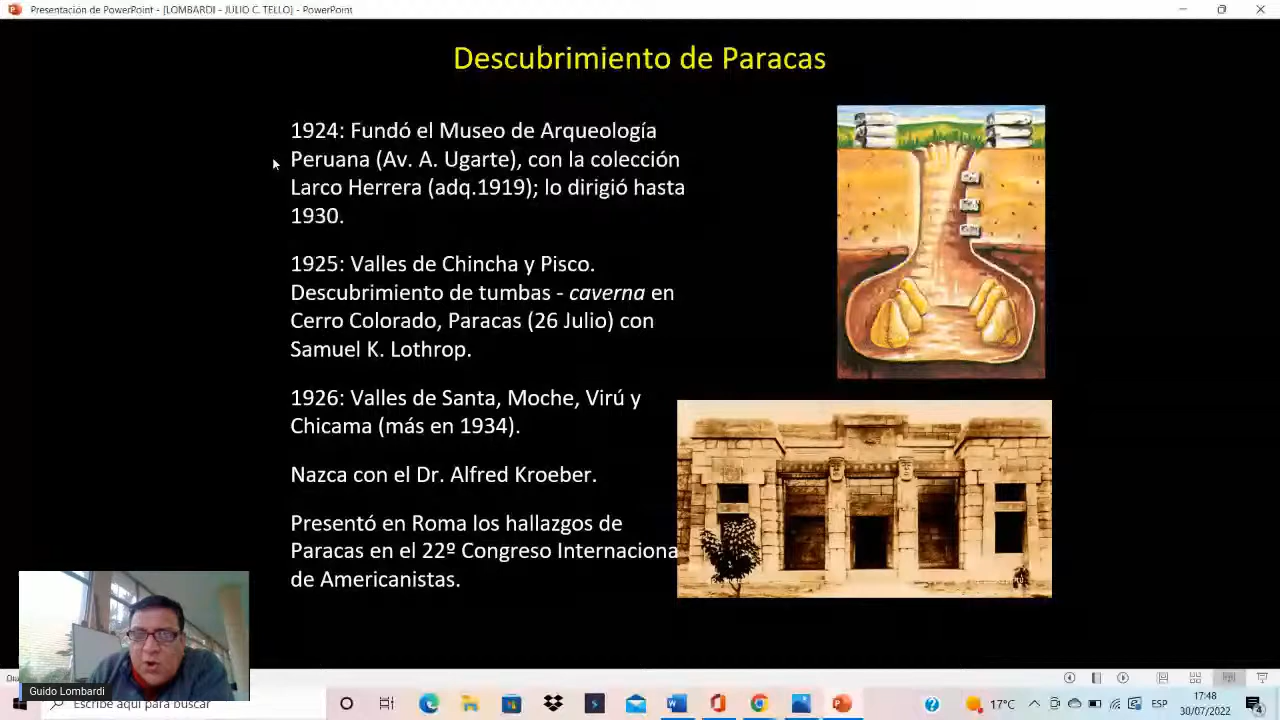 Presentación de PowerPoint - [LOMBARDI - JULIO C. TELLO] - PowerPoint
Descubrimiento de Paracas
1924: Fundó el Museo de Arqueología
Peruana (Av. A. Ugarte), con la colección
Larco Herrera (adq.1919); lo dirigió hasta
1930.
1925: Valles de Chincha y Pisco.
Descubrimiento de tumbas - caverna en
Cerro Colorado, Paracas (26 Julio) con
Samuel K. Lothrop.
1926: Valles de Santa, Moche, Virú y
Chicama (más en 1934).
Nazca con el Dr. Alfred Kroeber.
Presentó en Roma los hallazgos de
Paracas en el 22º Congreso Internaciona
de Americanistas.
Guido Lombardi
Escribe aquí para buscar
17°C
ESP
17:48
30/07/2022
4